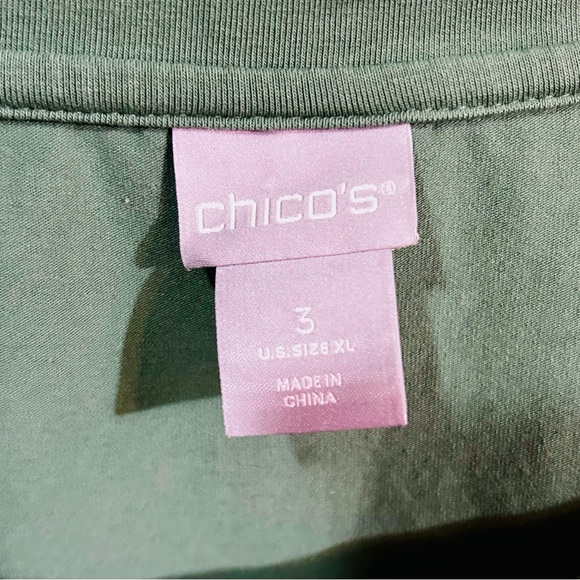 chico's®
3
U.S. SIZE XL
MADE IN
CHINA